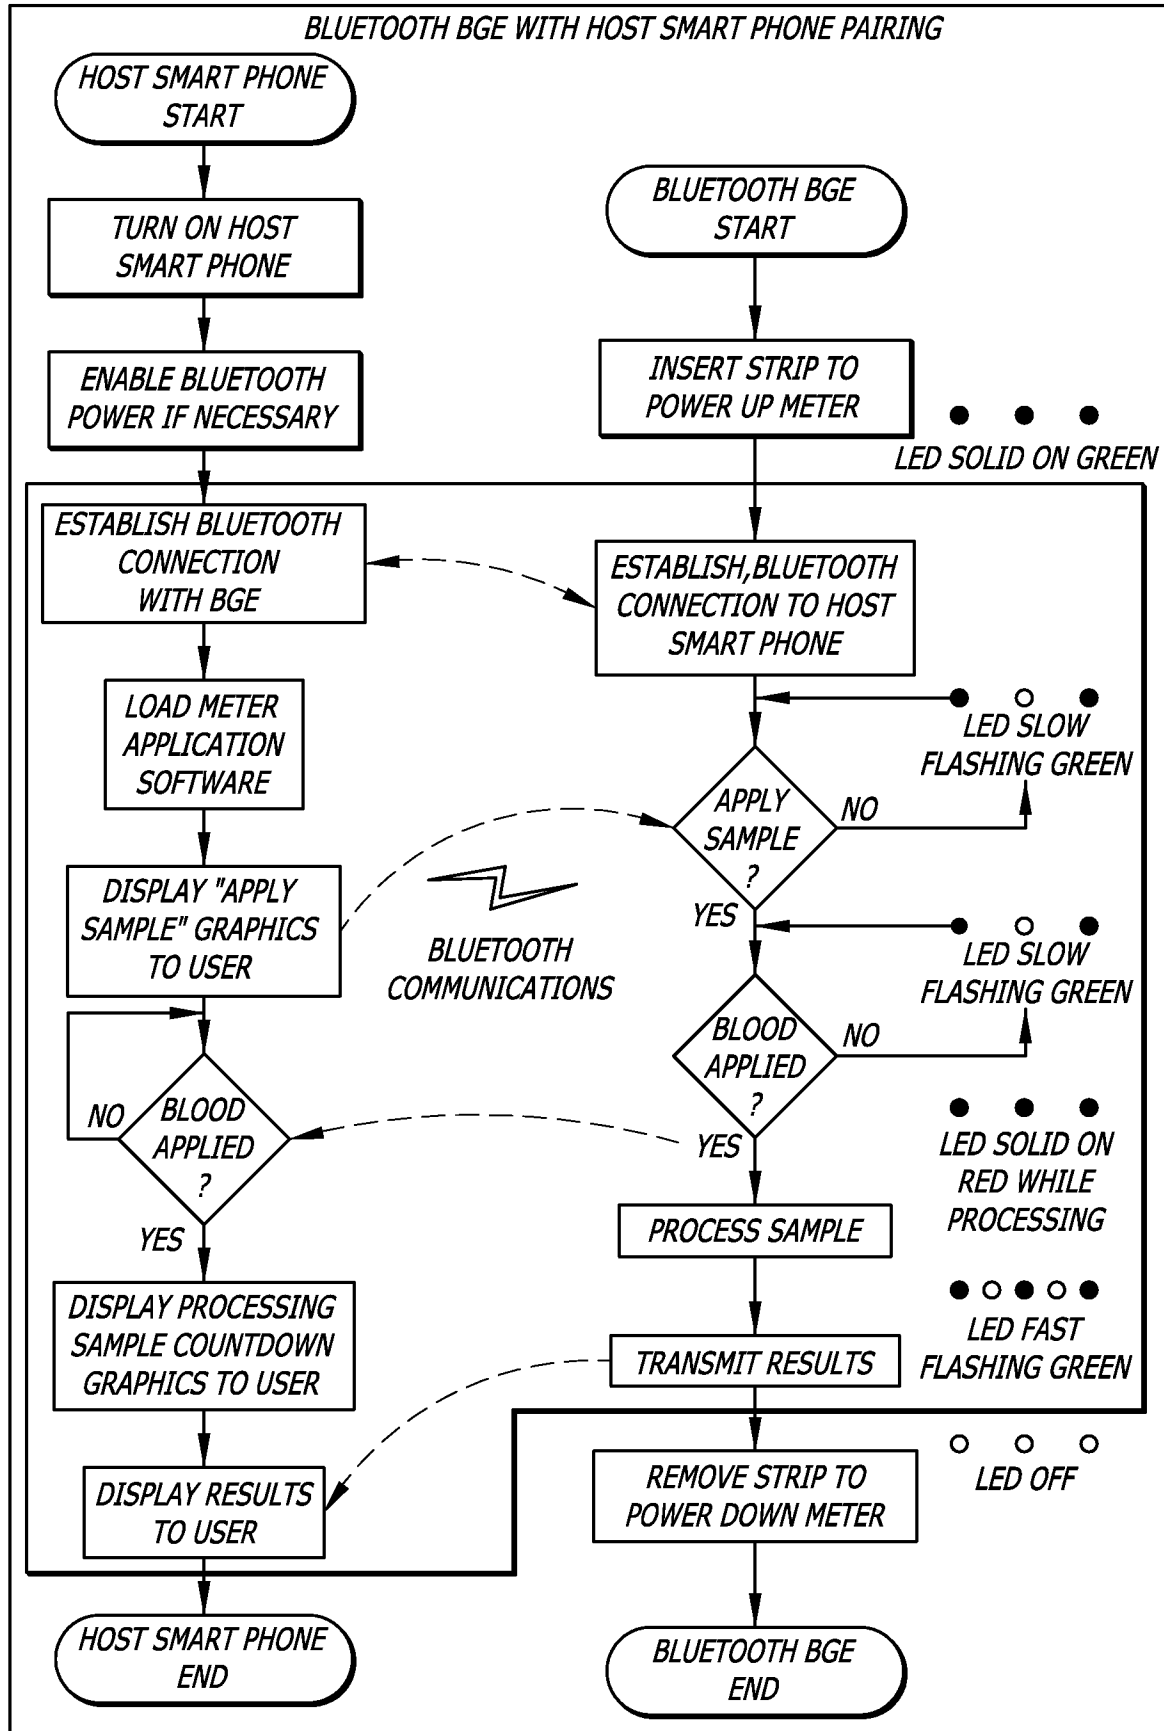 BLUETOOTH BGE WITH HOST SMART PHONE PAIRING
HOST SMART PHONE
START
TURN ON HOST
SMART PHONE
ENABLE BLUETOOTH
POWER IF NECESSARY
ESTABLISH BLUETOOTH
CONNECTION
WITH BGE
LOAD METER
APPLICATION
SOFTWARE
DISPLAY "APPLY
SAMPLE" GRAPHICS
TO USER
NO
BLOOD
APPLIED
?
YES
DISPLAY PROCESSING
SAMPLE COUNTDOWN
GRAPHICS TO USER
DISPLAY RESULTS
TO USER
HOST SMART PHONE
END
BLUETOOTH
COMMUNICATIONS
BLUETOOTH BGE
START
INSERT STRIP TO
POWER UP METER
LED SOLID ON GREEN
ESTABLISH,BLUETOOTH
CONNECTION TO HOST
SMART PHONE
LED SLOW
FLASHING GREEN
APPLY
SAMPLE
?
NO
YES
LED SLOW
FLASHING GREEN
BLOOD
APPLIED
?
NO
YES
LED SOLID ON
RED WHILE
PROCESSING
PROCESS SAMPLE
LED FAST
FLASHING GREEN
TRANSMIT RESULTS
REMOVE STRIP TO
POWER DOWN METER
LED OFF
BLUETOOTH BGE
END